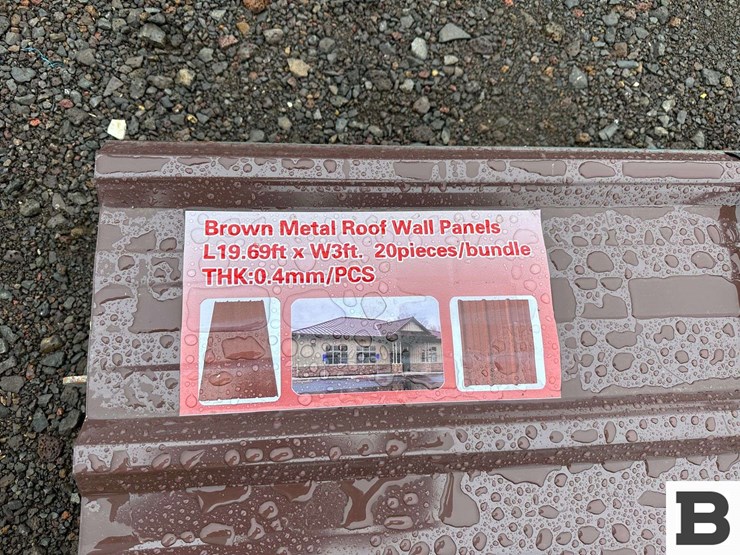 Brown Metal Roof Wall Panels
L19.69ft x W3ft. 20pieces/bundle
THK:0.4mm/PCS
B